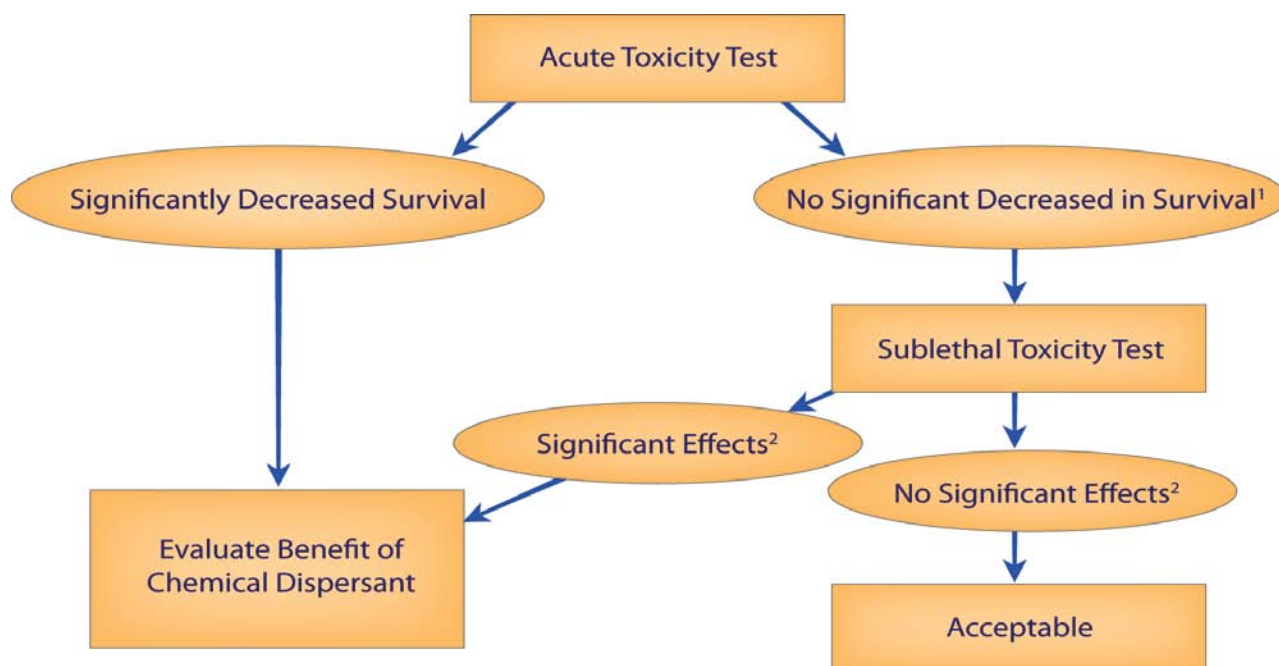 Acute Toxicity Test
Significantly Decreased Survival
No Significant Decreased in Survival¹
Sublethal Toxicity Test
Significant Effects²
No Significant Effects²
Evaluate Benefit of
Chemical Dispersant
Acceptable